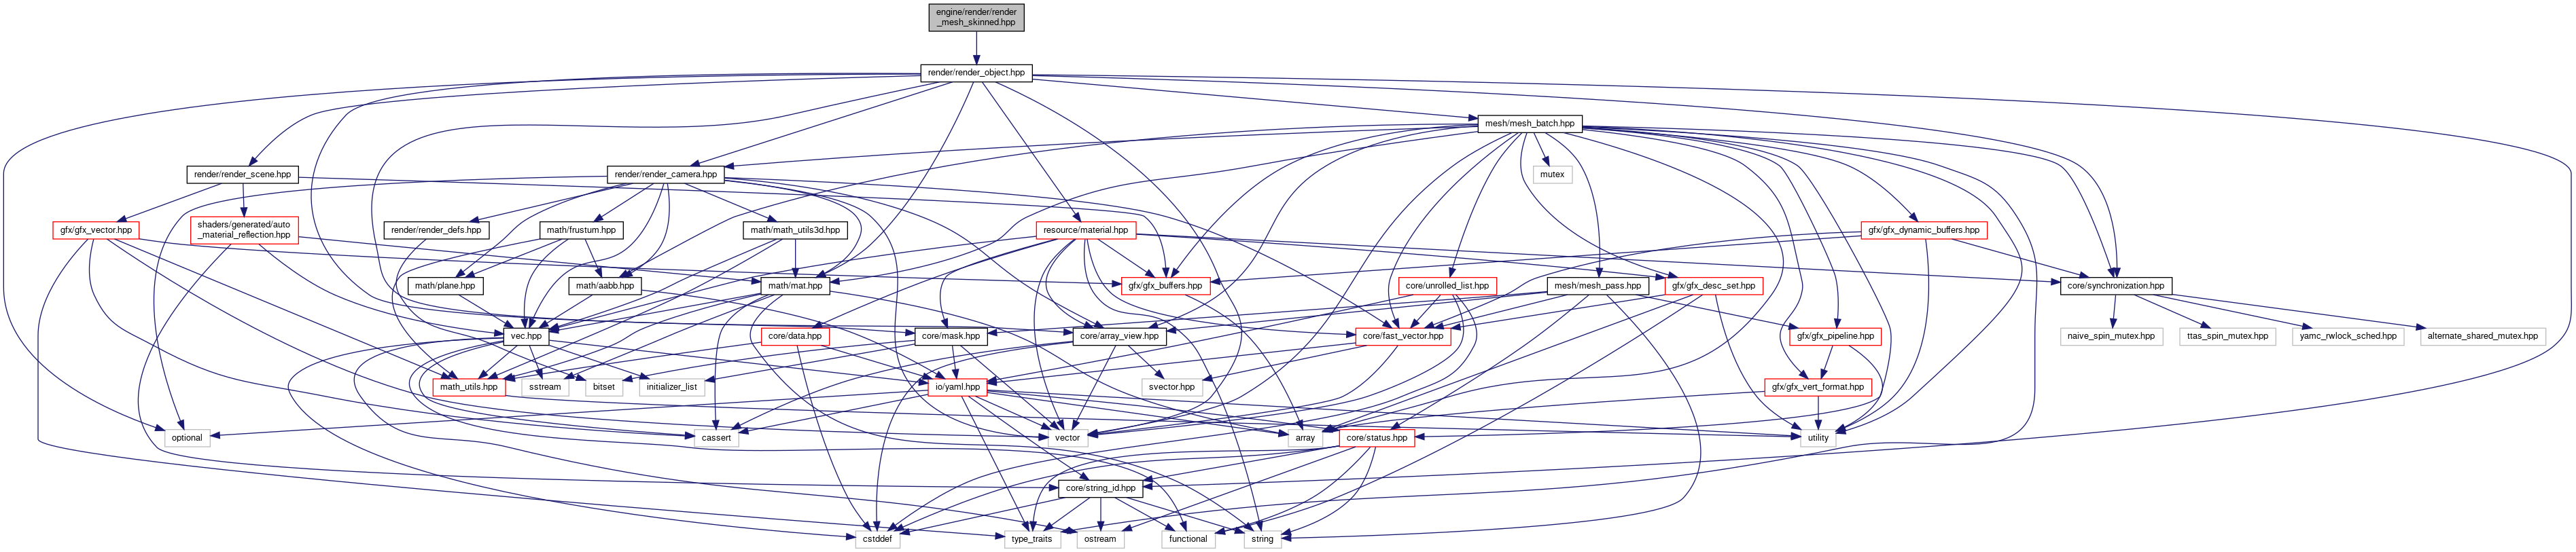 engine/render/render
_mesh_skinned.hpp
render/render_object.hpp
mesh/mesh_batch.hpp
render/render_scene.hpp
render/render_camera.hpp
mutex
gfx/gfx_vector.hpp
shaders/generated/auto
_material_reflection.hpp
render/render_defs.hpp
math/frustum.hpp
math/math_utils3d.hpp
resource/material.hpp
gfx/gfx_dynamic_buffers.hpp
math/plane.hpp
math/aabb.hpp
math/mat.hpp
gfx/gfx_buffers.hpp
core/unrolled_list.hpp
mesh/mesh_pass.hpp
gfx/gfx_desc_set.hpp
core/synchronization.hpp
vec.hpp
core/data.hpp
core/mask.hpp
core/array_view.hpp
core/fast_vector.hpp
gfx/gfx_pipeline.hpp
naive_spin_mutex.hpp
ttas_spin_mutex.hpp
yamc_rwlock_sched.hpp
alternate_shared_mutex.hpp
math_utils.hpp
sstream
bitset
initializer_list
io/yaml.hpp
svector.hpp
gfx/gfx_vert_format.hpp
optional
cassert
vector
array
core/status.hpp
utility
core/string_id.hpp
cstddef
type_traits
ostream
functional
string